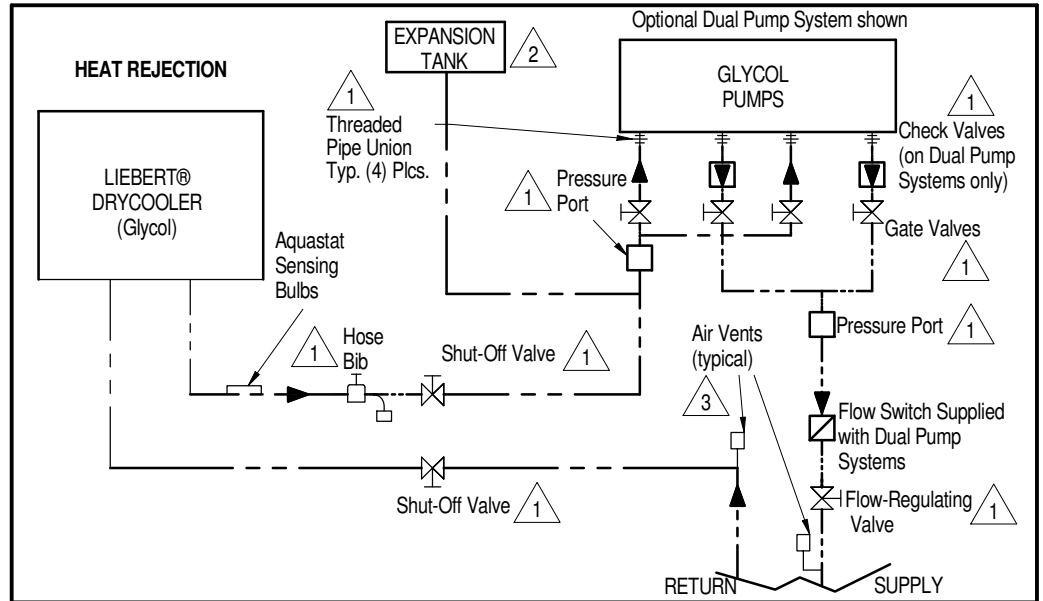 Optional Dual Pump System shown
EXPANSION
TANK
2
HEAT REJECTION
GLYCOL
PUMPS
1
Threaded
Pipe Union
Typ. (4) Plcs.
1
Check Valves
(on Dual Pump
Systems only)
LIEBERT®
DRYCOOLER
(Glycol)
1
Pressure
Port
Gate Valves
1
Aquastat
Sensing
Bulbs
1
Hose
Bib
Shut-Off Valve
1
Air Vents
(typical)
3
Pressure Port
1
Flow Switch Supplied
with Dual Pump
Systems
Shut-Off Valve
1
Flow-Regulating
Valve
1
RETURN
SUPPLY